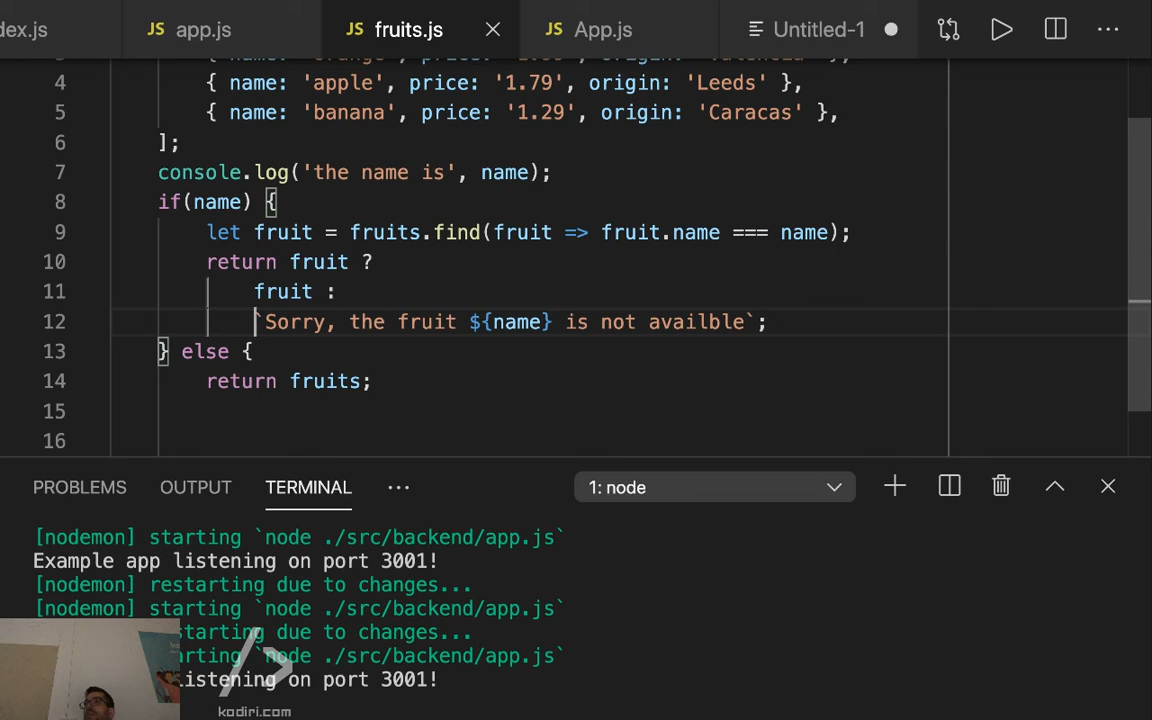 dex.js JS app.js JS fruits.js JS App.js Untitled-1
4 { name: 'apple', price: '1.79', origin: 'Leeds' },
5 { name: 'banana', price: '1.29', origin: 'Caracas' },
6 ];
7 console.log('the name is', name);
8 if(name) {
9 let fruit = fruits.find(fruit => fruit.name === name);
10 return fruit ?
11 fruit :
12 `Sorry, the fruit ${name} is not availble`;
13 } else {
14 return fruits;
15
16
PROBLEMS OUTPUT TERMINAL 1: node
[nodemon] starting `node ./src/backend/app.js`
Example app listening on port 3001!
[nodemon] restarting due to changes...
[nodemon] starting `node ./src/backend/app.js`
starting due to changes...
arting `node ./src/backend/app.js`
listening on port 3001!
kodiri.com